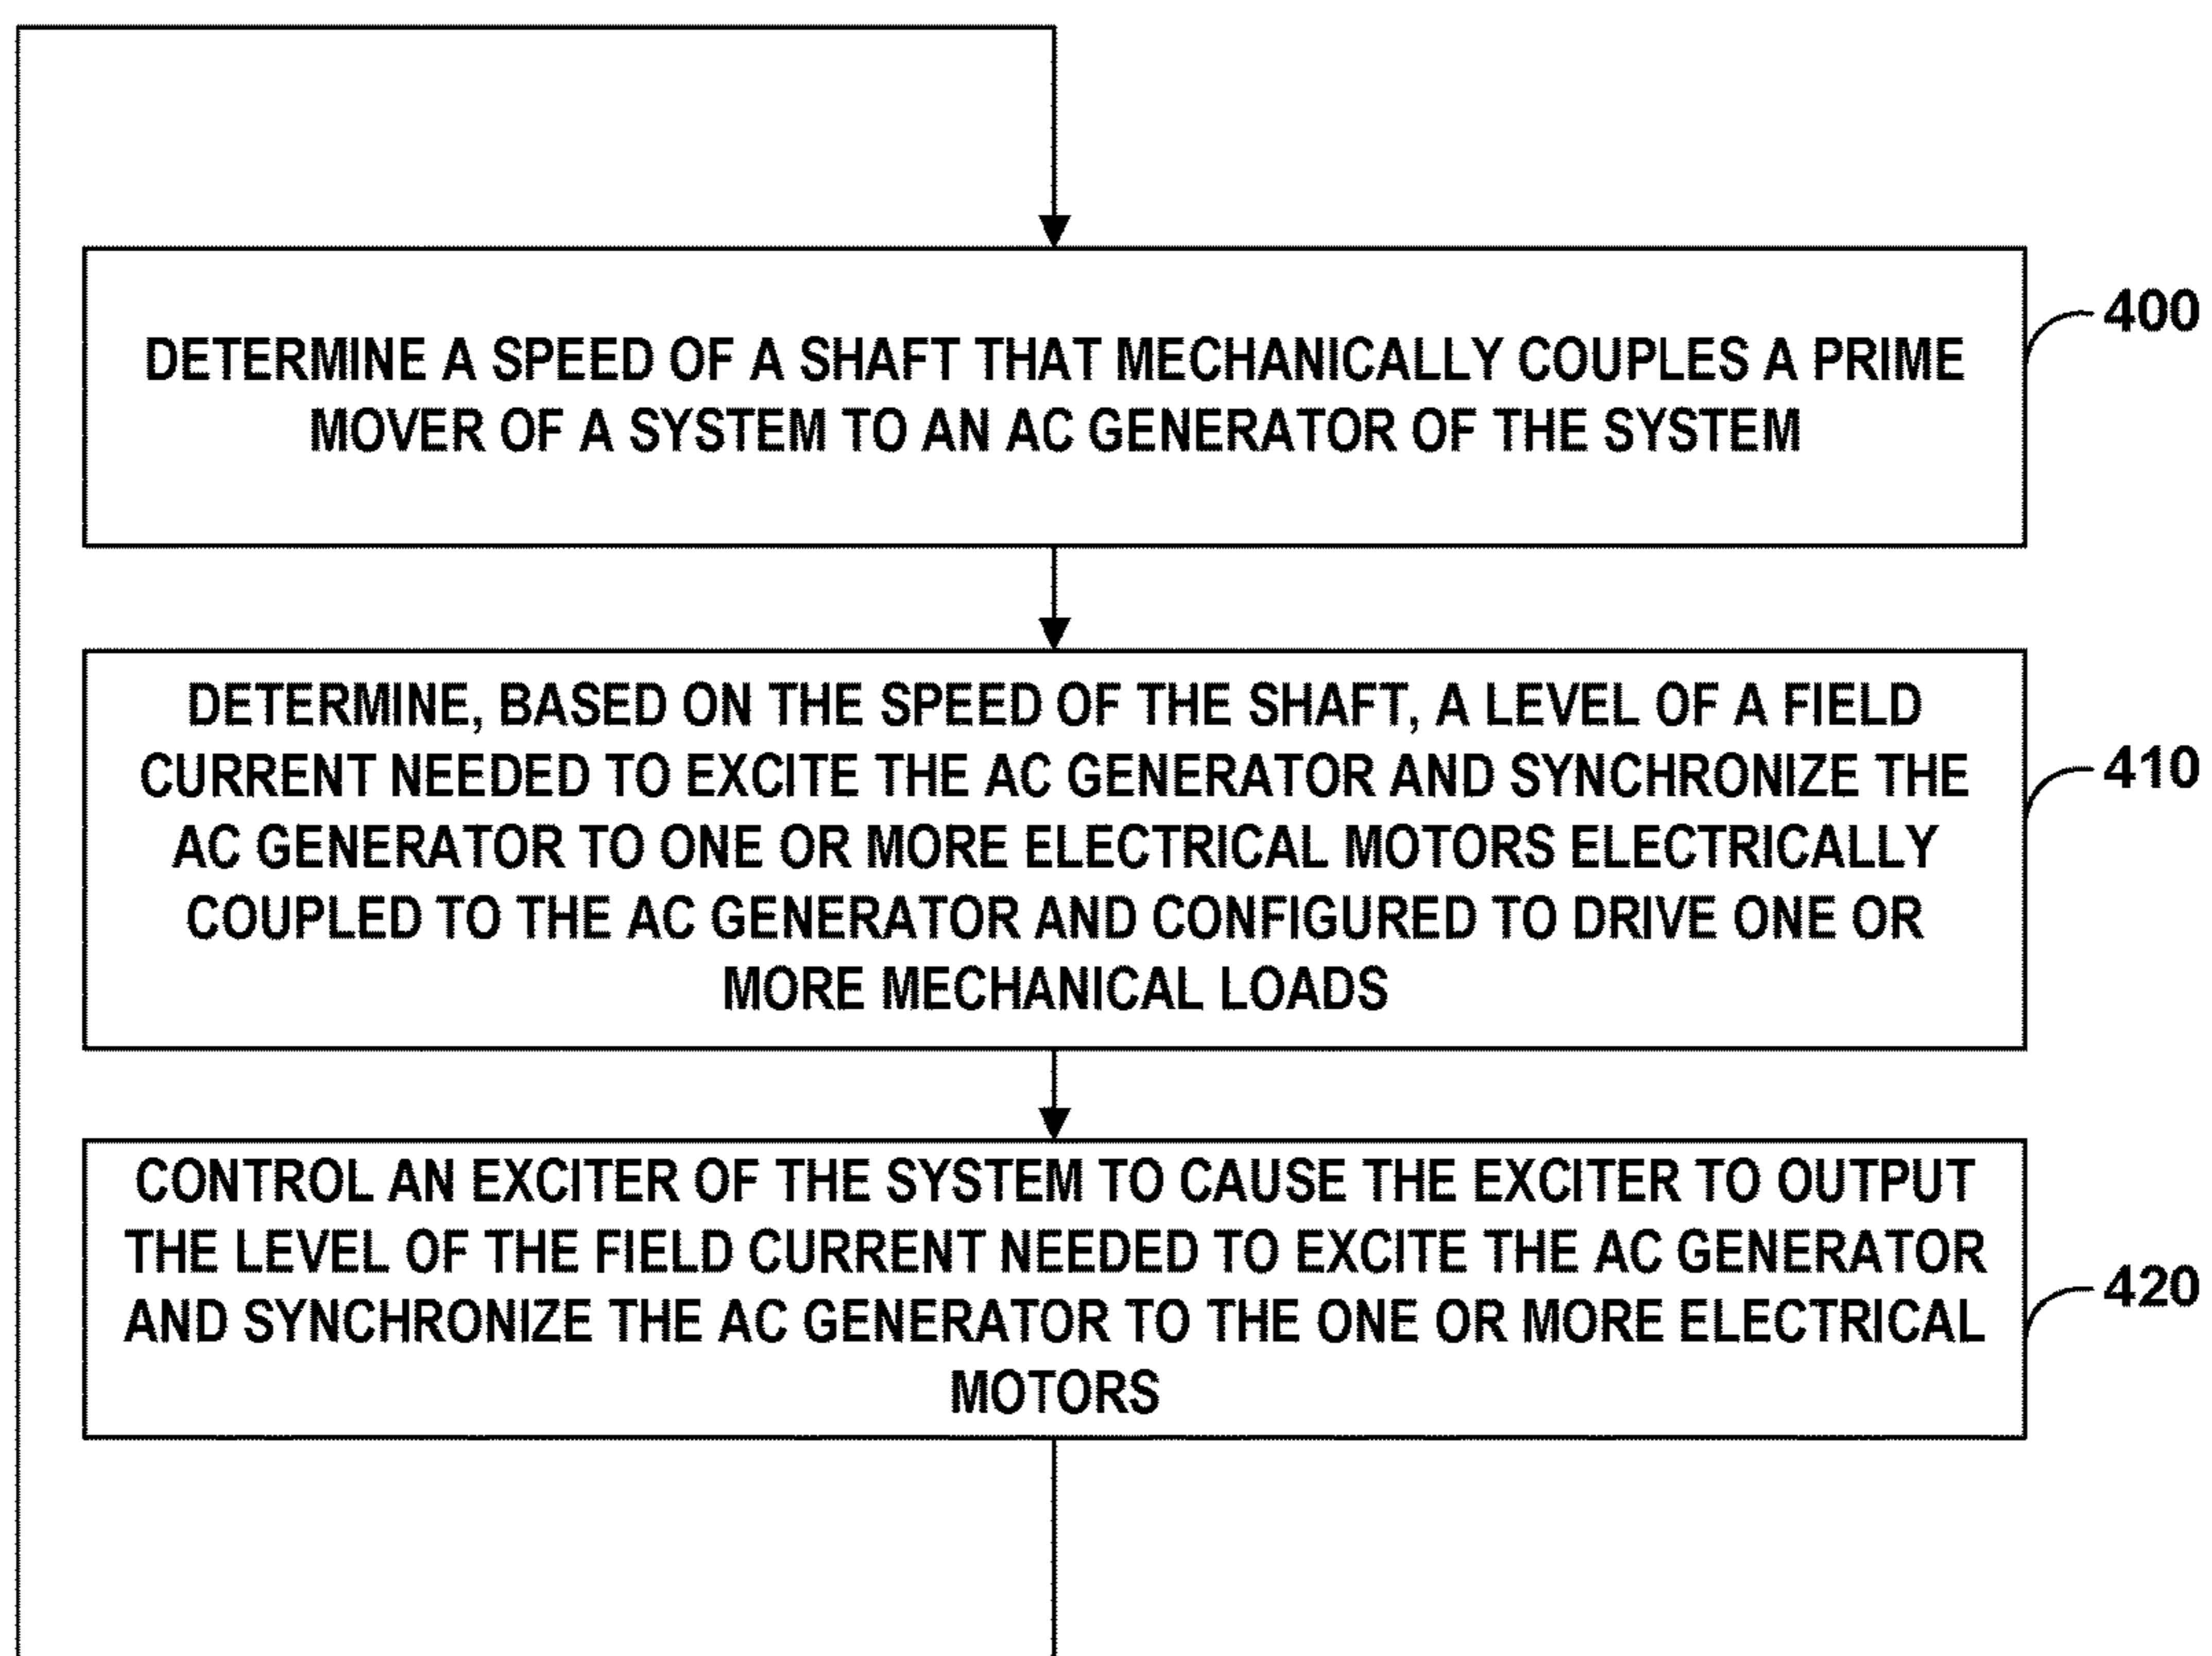 DETERMINE A SPEED OF A SHAFT THAT MECHANICALLY COUPLES A PRIME
MOVER OF A SYSTEM TO AN AC GENERATOR OF THE SYSTEM
400
DETERMINE, BASED ON THE SPEED OF THE SHAFT, A LEVEL OF A FIELD
CURRENT NEEDED TO EXCITE THE AC GENERATOR AND SYNCHRONIZE THE
AC GENERATOR TO ONE OR MORE ELECTRICAL MOTORS ELECTRICALLY
COUPLED TO THE AC GENERATOR AND CONFIGURED TO DRIVE ONE OR
MORE MECHANICAL LOADS
410
CONTROL AN EXCITER OF THE SYSTEM TO CAUSE THE EXCITER TO OUTPUT
THE LEVEL OF THE FIELD CURRENT NEEDED TO EXCITE THE AC GENERATOR
AND SYNCHRONIZE THE AC GENERATOR TO THE ONE OR MORE ELECTRICAL
MOTORS
420